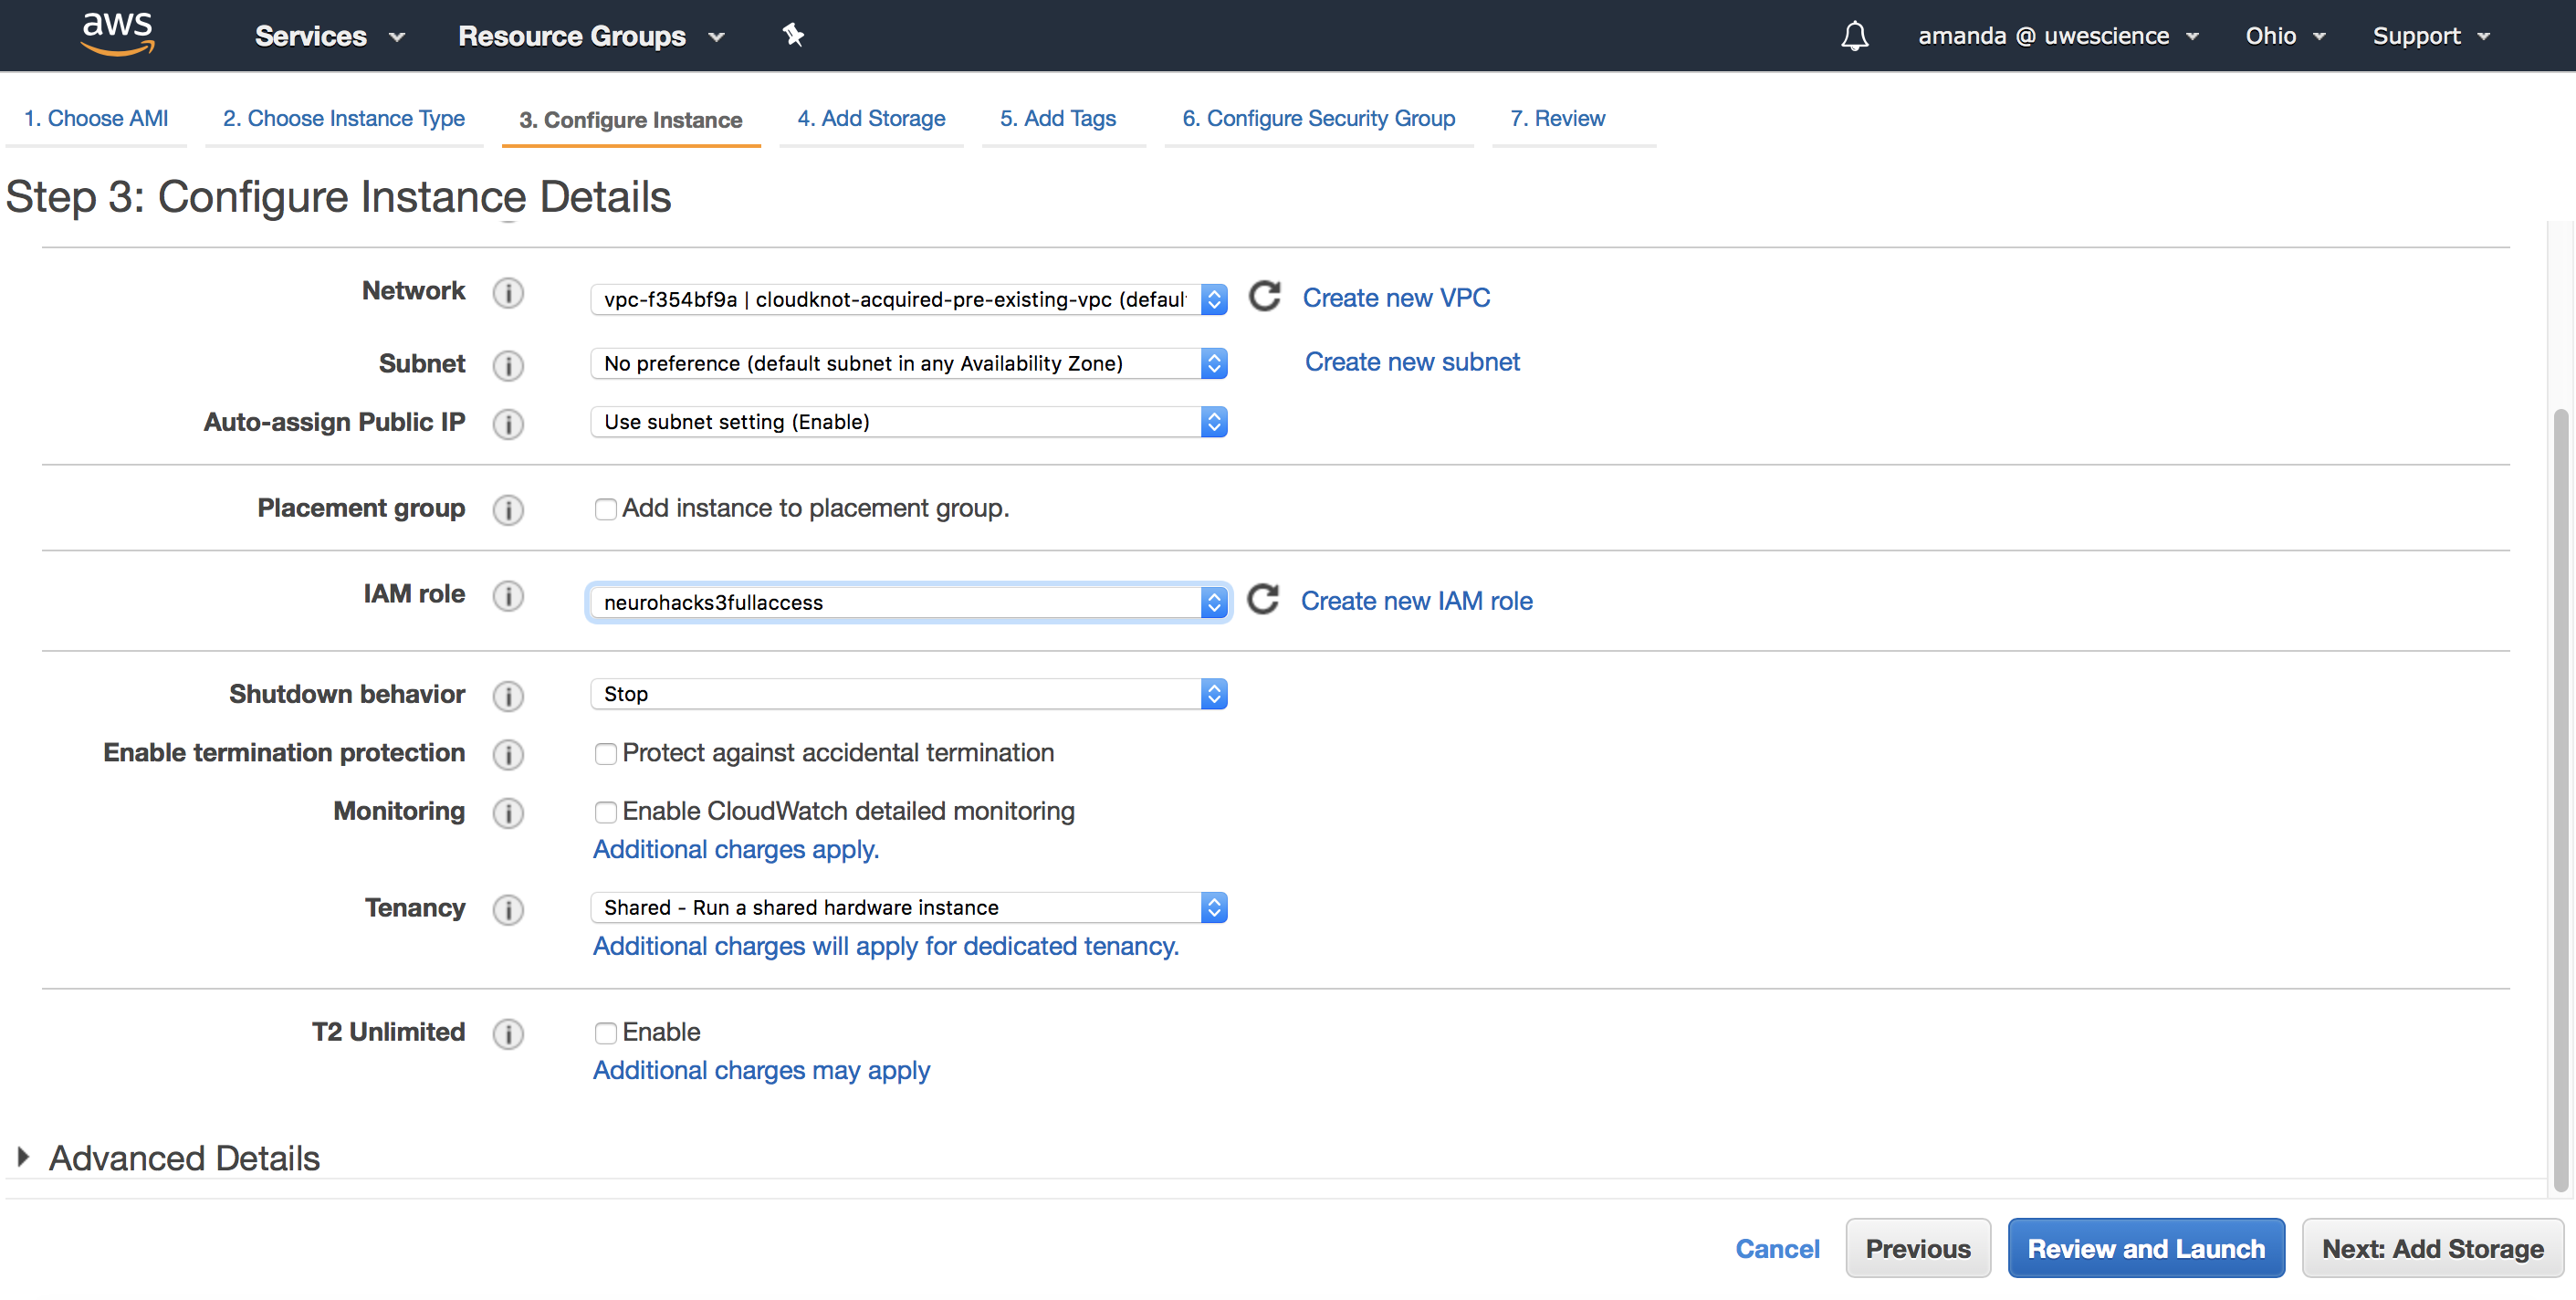 aws Services Resource Groups amanda @ uwescience Ohio Support
1. Choose AMI 2. Choose Instance Type 3. Configure Instance 4. Add Storage 5. Add Tags 6. Configure Security Group 7. Review
Step 3: Configure Instance Details
Network i vpc-f354bf9a | cloudknot-acquired-pre-existing-vpc (defaul Create new VPC
Subnet i No preference (default subnet in any Availability Zone) Create new subnet
Auto-assign Public IP i Use subnet setting (Enable)
Placement group i Add instance to placement group.
IAM role i neurohacks3fullaccess Create new IAM role
Shutdown behavior i Stop
Enable termination protection i Protect against accidental termination
Monitoring i Enable CloudWatch detailed monitoring
Additional charges apply.
Tenancy i Shared - Run a shared hardware instance
Additional charges will apply for dedicated tenancy.
T2 Unlimited i Enable
Additional charges may apply
Advanced Details
Cancel Previous Review and Launch Next: Add Storage